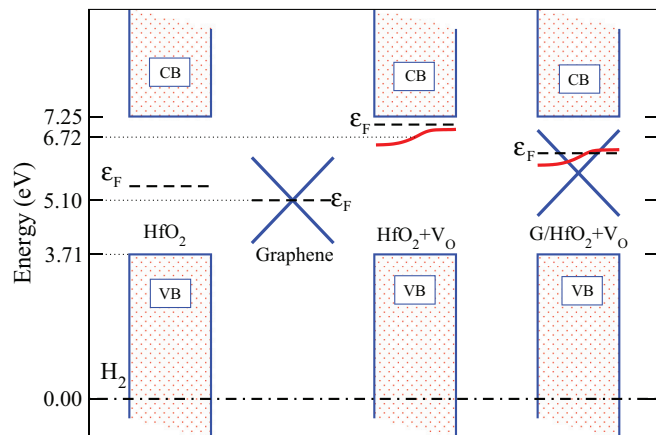 CB
CB
CB
7.25
6.72
5.10
3.71
0.00
Energy (eV)
ε_F
ε_F
ε_F
ε_F
HfO₂
Graphene
HfO₂+V_O
G/HfO₂+V_O
VB
VB
VB
H₂